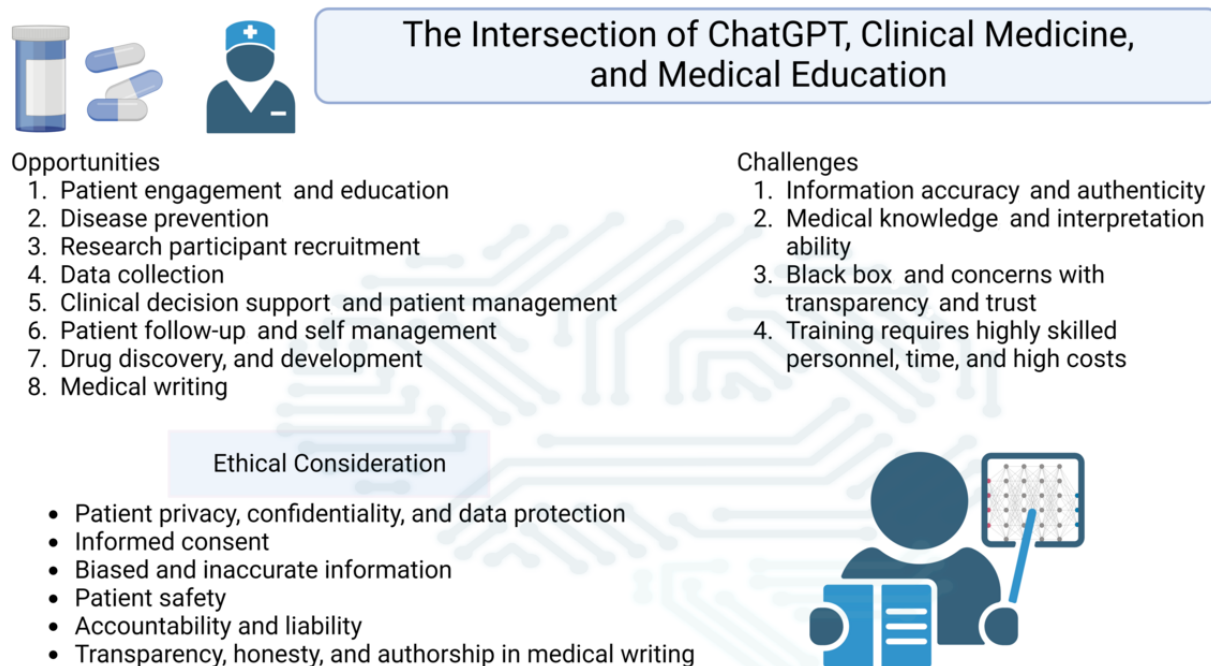 The Intersection of ChatGPT, Clinical Medicine,
and Medical Education
Opportunities
1. Patient engagement and education
2. Disease prevention
3. Research participant recruitment
4. Data collection
5. Clinical decision support and patient management
6. Patient follow-up and self management
7. Drug discovery, and development
8. Medical writing
Challenges
1. Information accuracy and authenticity
2. Medical knowledge and interpretation
ability
3. Black box and concerns with
transparency and trust
4. Training requires highly skilled
personnel, time, and high costs
Ethical Consideration
• Patient privacy, confidentiality, and data protection
• Informed consent
• Biased and inaccurate information
• Patient safety
• Accountability and liability
• Transparency, honesty, and authorship in medical writing